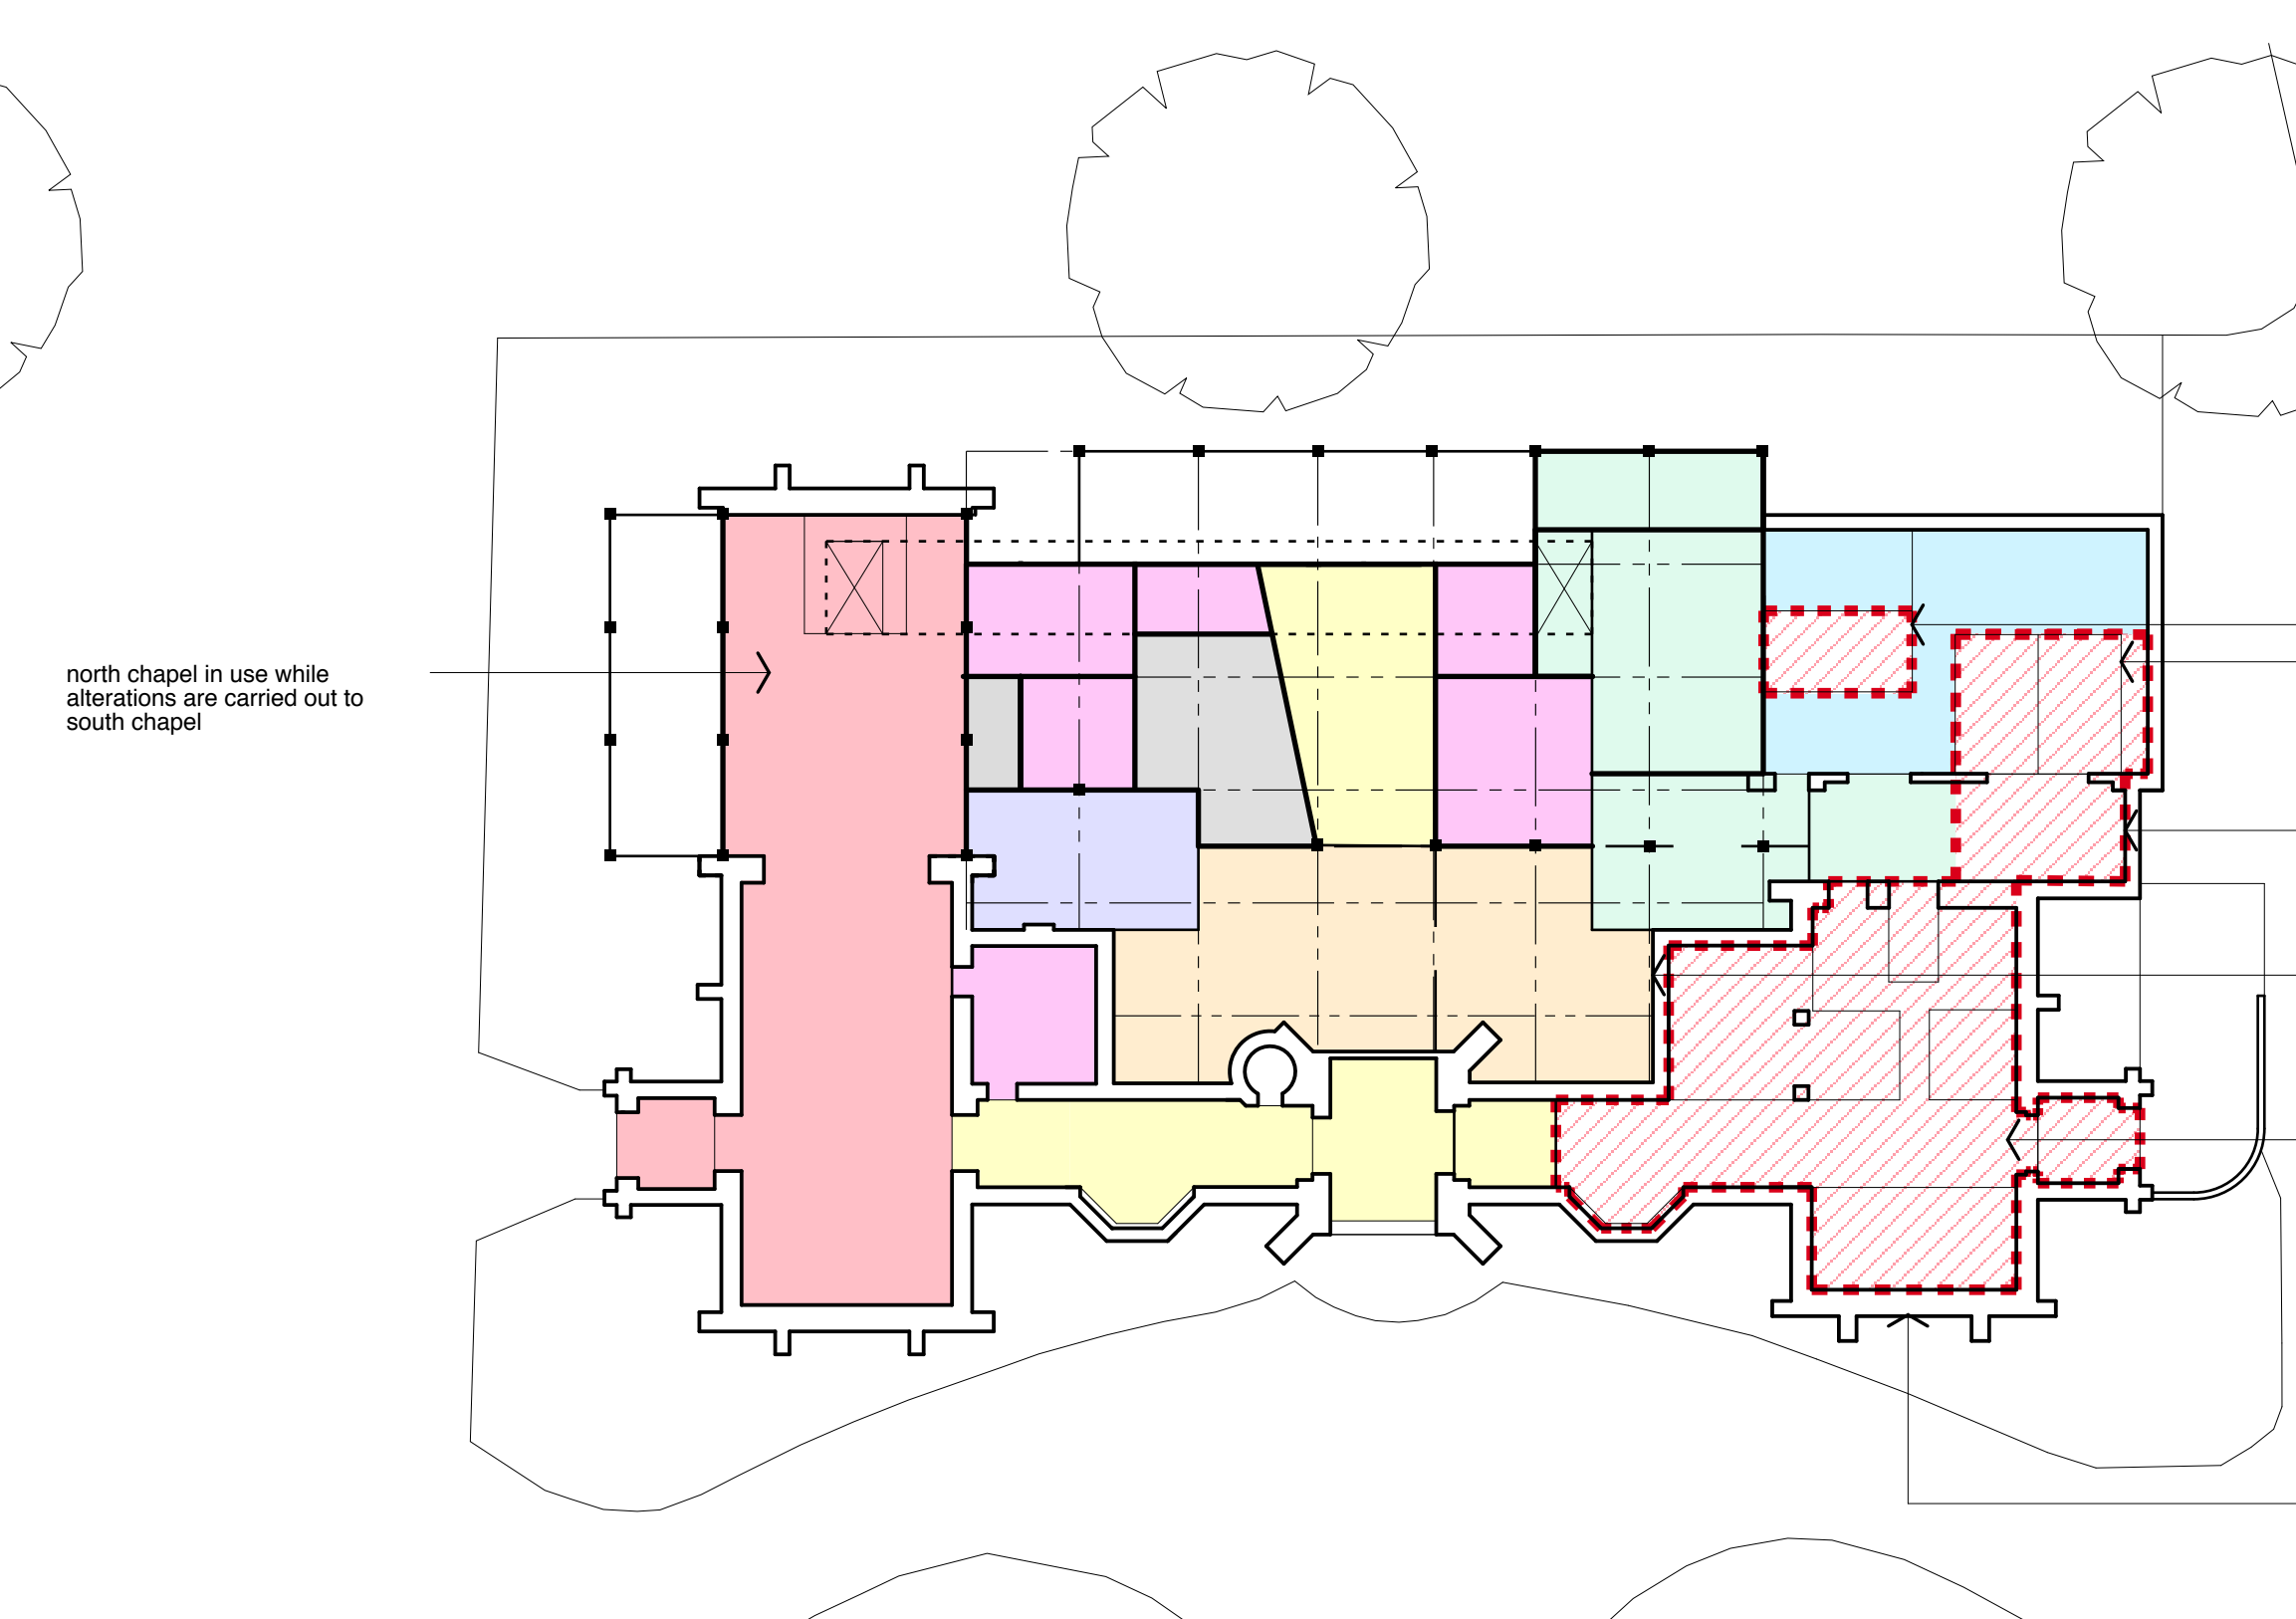 north chapel in use while
alterations are carried out to
south chapel